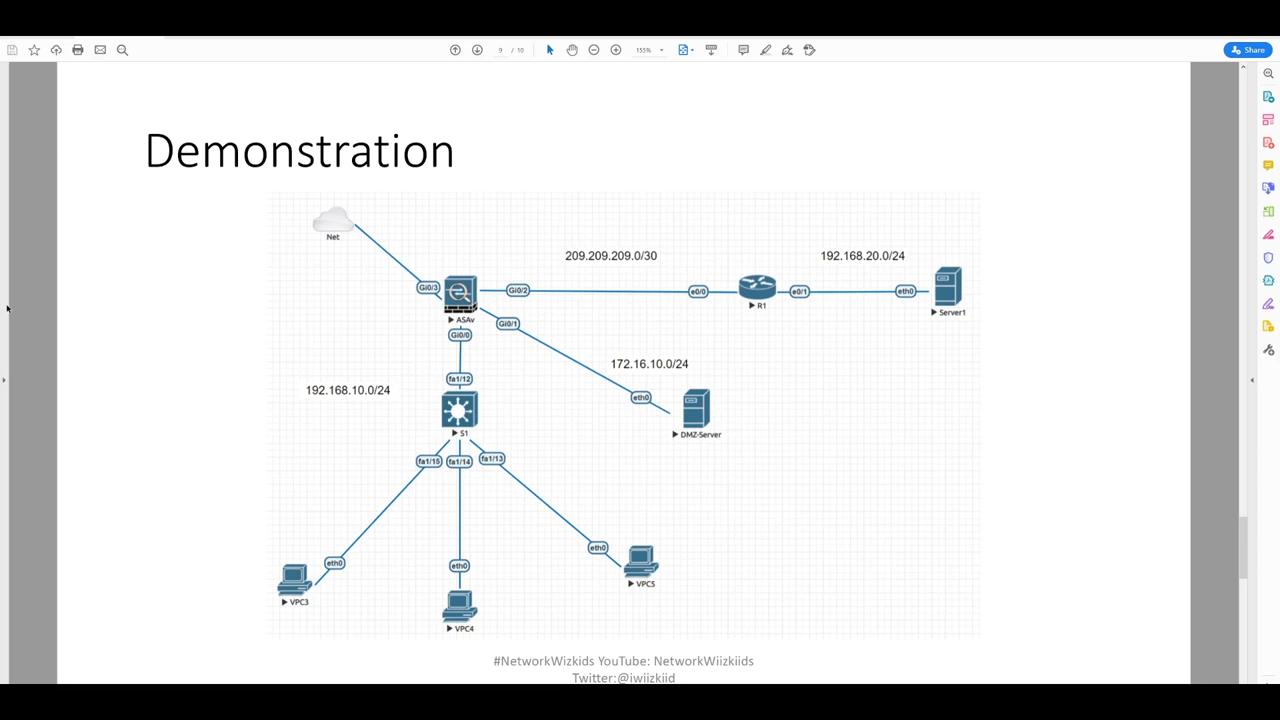 9 / 10
155%
Share
Demonstration
Net
209.209.209.0/30
192.168.20.0/24
Gi0/3
Gi0/2
e0/0
e0/1
eth0
ASAv
R1
Server1
Gi0/1
Gi0/0
172.16.10.0/24
fa1/12
192.168.10.0/24
eth0
S1
DMZ-Server
fa1/15
fa1/14
fa1/13
eth0
eth0
eth0
VPC3
VPC4
VPC5
#NetworkWizkids YouTube: NetworkWiizkiids
Twitter:@iwiizkiid